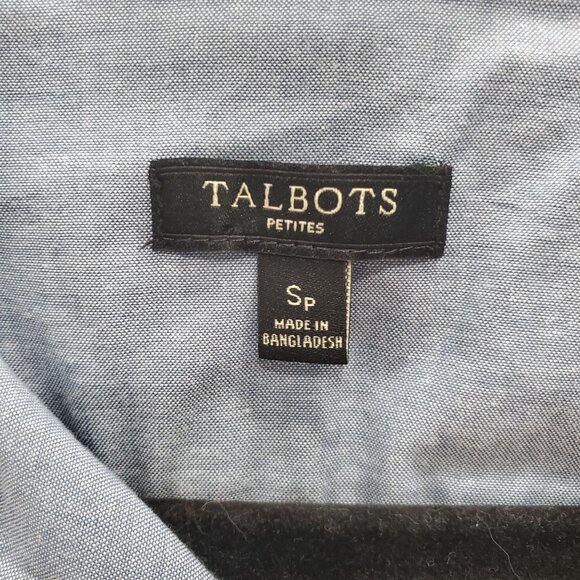 TALBOTS
PETITES
SP
MADE IN
BANGLADESH